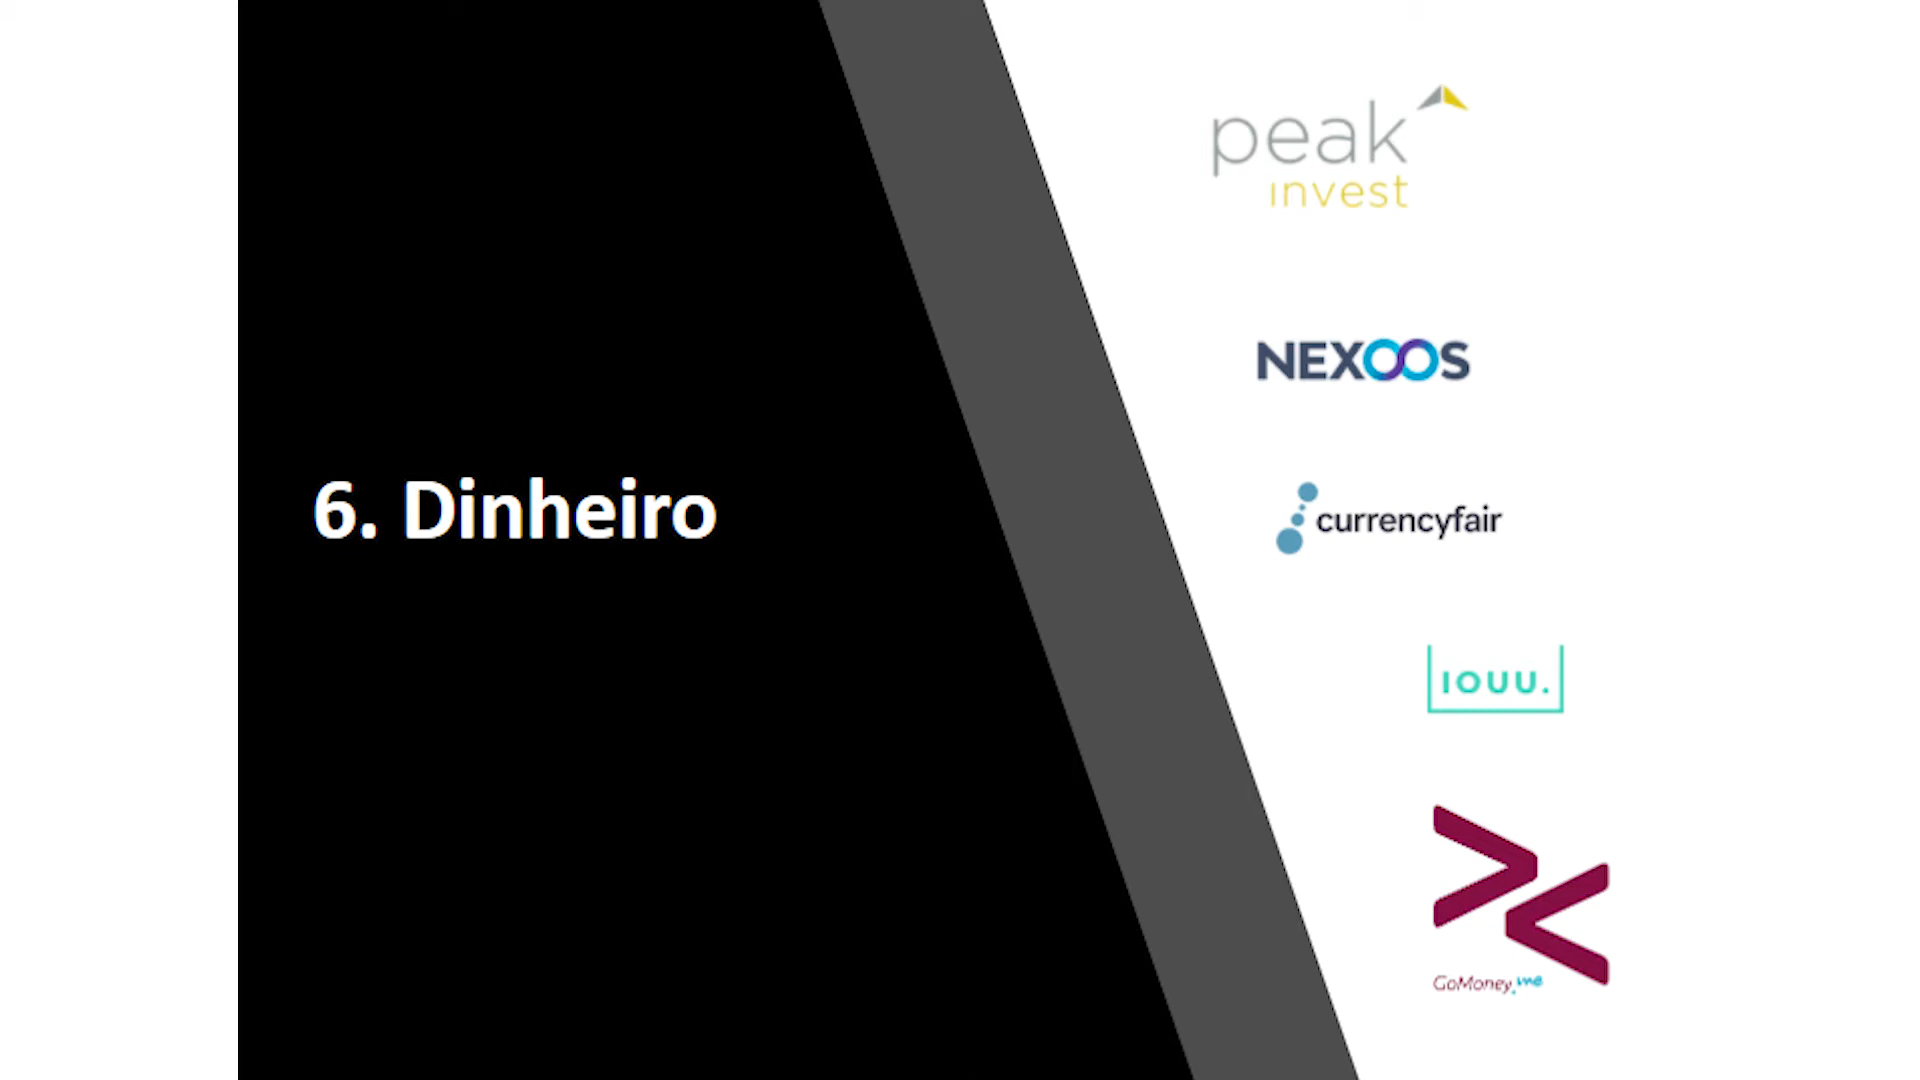 6. Dinheiro
peak
invest
NEXOOS
currencyfair
IOUU.
GoMoney.me